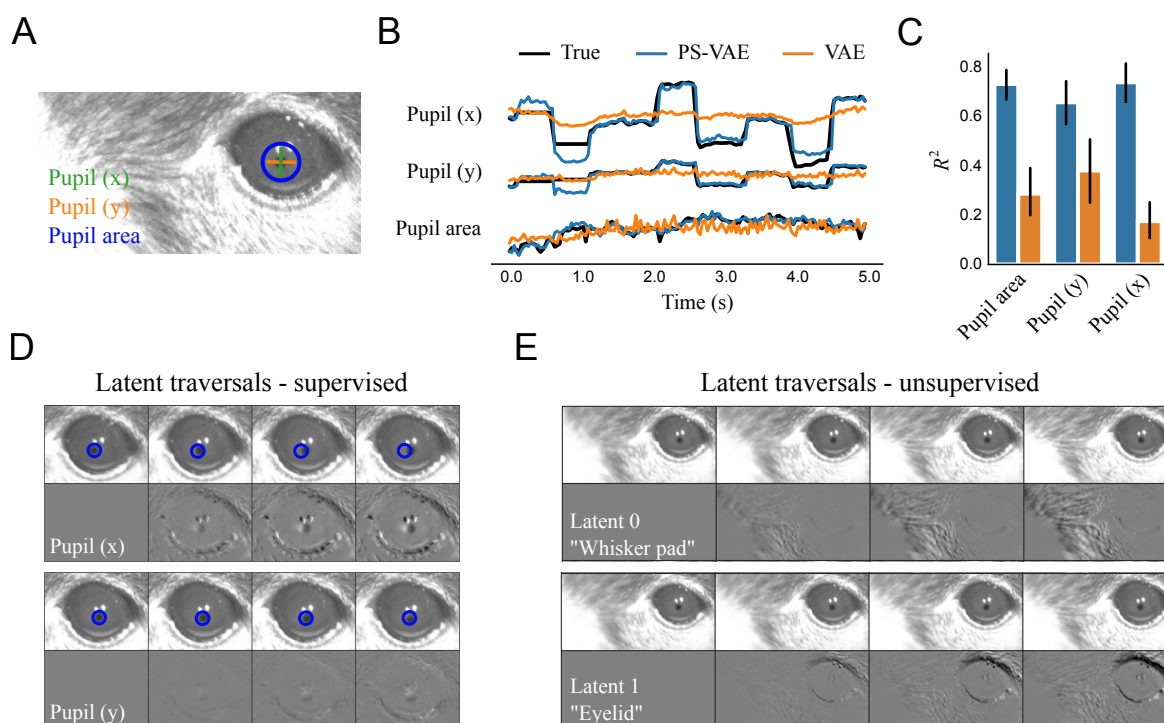 A
Pupil (x)
Pupil (y)
Pupil area
B
True
PS-VAE
VAE
Pupil (x)
Pupil (y)
Pupil area
0.0 1.0 2.0 3.0 4.0 5.0
Time (s)
C
0.8
0.6
0.4
0.2
0.0
R²
Pupil area
Pupil (y)
Pupil (x)
D
Latent traversals - supervised
Pupil (x)
Pupil (y)
E
Latent traversals - unsupervised
Latent 0
"Whisker pad"
Latent 1
"Eyelid"